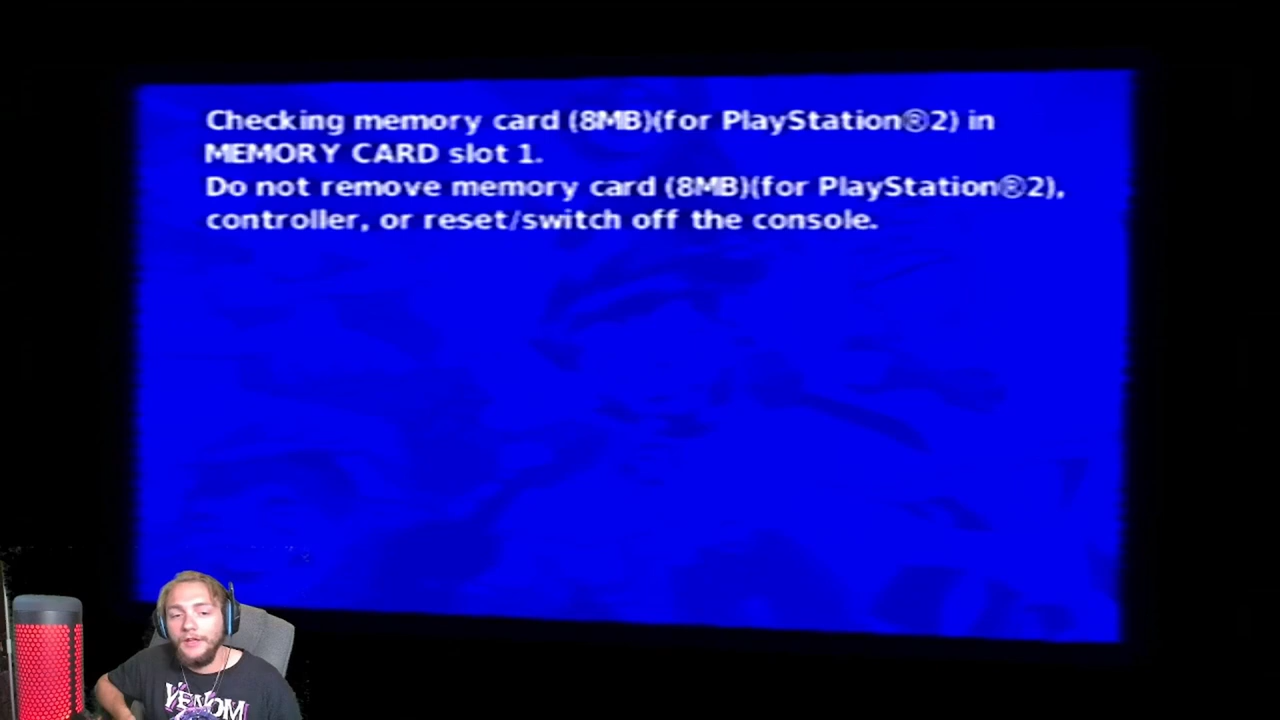 Checking memory card (8MB)(for PlayStation®2) in
MEMORY CARD slot 1.
Do not remove memory card (8MB)(for PlayStation®2),
controller, or reset/switch off the console.
VENOM